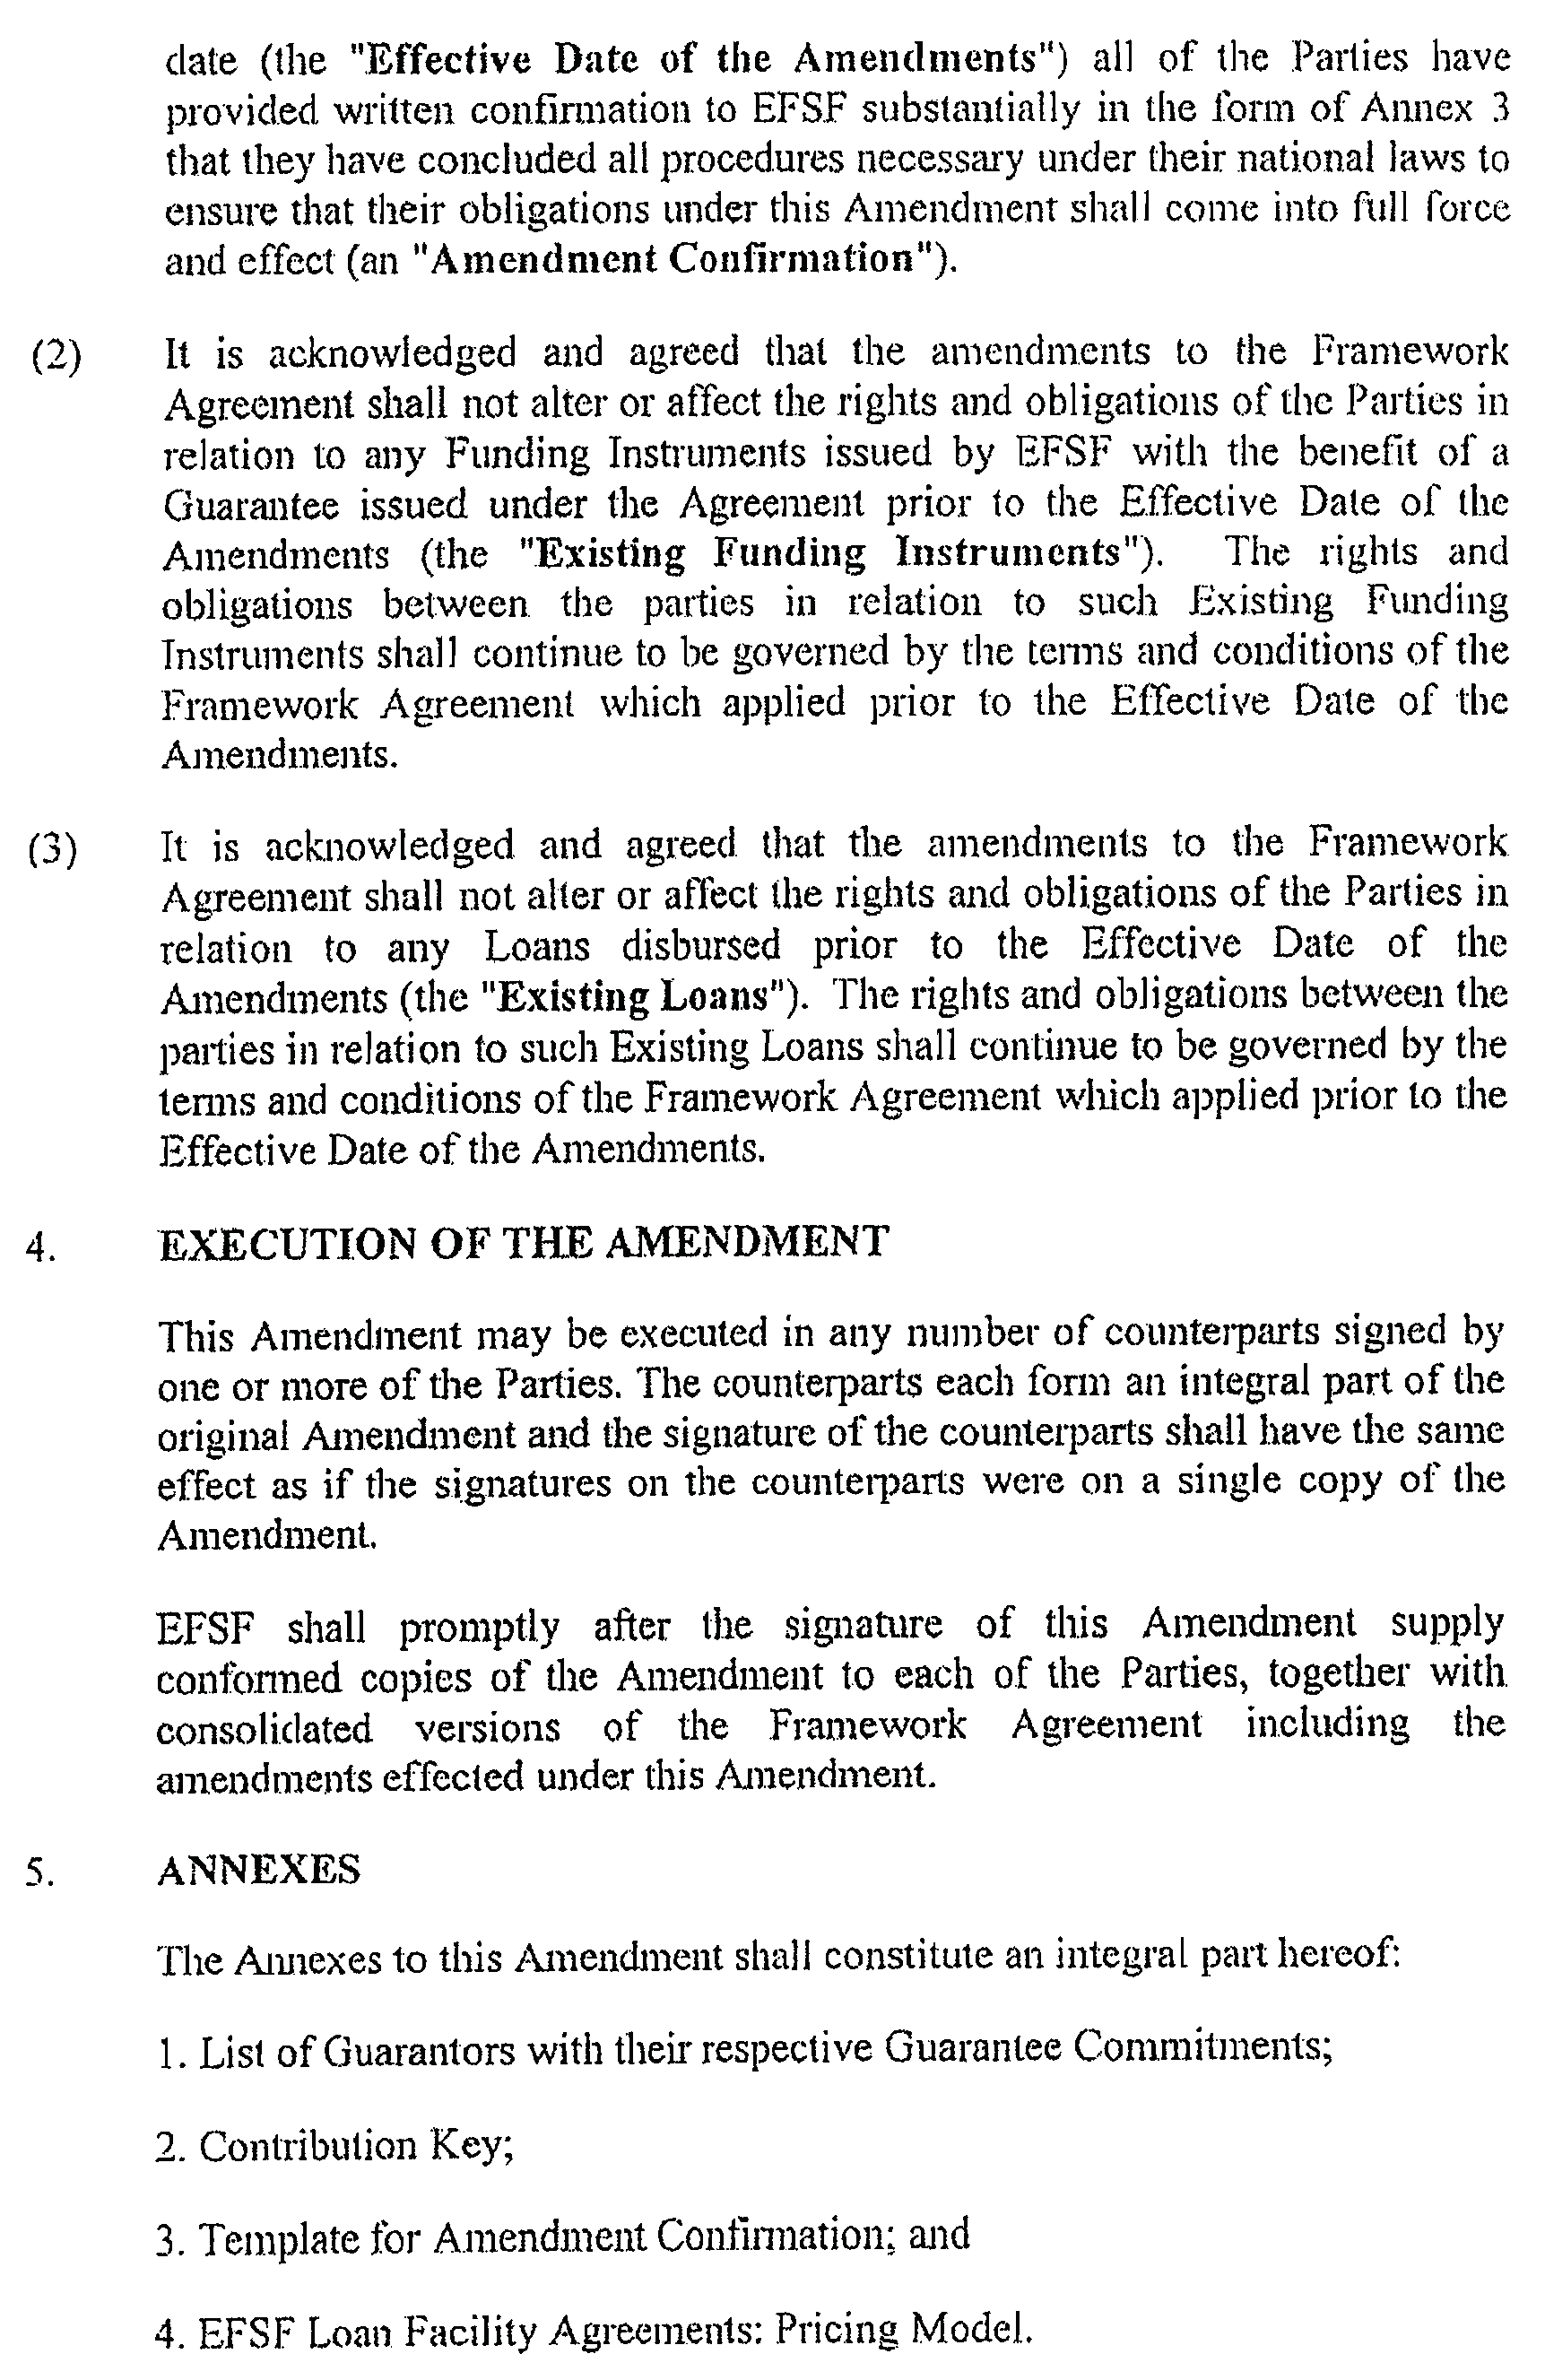 date (the "Effective Date of the Amendments") all of the Parties have
provided written confirmation to EFSF substantially in the form of Annex 3
that they have concluded all procedures necessary under their national laws to
ensure that their obligations under this Amendment shall come into full force
and effect (an "Amendment Confirmation").
(2) It is acknowledged and agreed that the amendments to the Framework
Agreement shall not alter or affect the rights and obligations of the Parties in
relation to any Funding Instruments issued by EFSF with the benefit of a
Guarantee issued under the Agreement prior to the Effective Date of the
Amendments (the "Existing Funding Instruments"). The rights and
obligations between the parties in relation to such Existing Funding
Instruments shall continue to be governed by the terms and conditions of the
Framework Agreement which applied prior to the Effective Date of the
Amendments.
(3) It is acknowledged and agreed that the amendments to the Framework
Agreement shall not alter or affect the rights and obligations of the Parties in
relation to any Loans disbursed prior to the Effective Date of the
Amendments (the "Existing Loans"). The rights and obligations between the
parties in relation to such Existing Loans shall continue to be governed by the
terms and conditions of the Framework Agreement which applied prior to the
Effective Date of the Amendments.
4. EXECUTION OF THE AMENDMENT
This Amendment may be executed in any number of counterparts signed by
one or more of the Parties. The counterparts each form an integral part of the
original Amendment and the signature of the counterparts shall have the same
effect as if the signatures on the counterparts were on a single copy of the
Amendment.
EFSF shall promptly after the signature of this Amendment supply
conformed copies of the Amendment to each of the Parties, together with
consolidated versions of the Framework Agreement including the
amendments effected under this Amendment.
5. ANNEXES
The Annexes to this Amendment shall constitute an integral part hereof:
1. List of Guarantors with their respective Guarantee Commitments;
2. Contribution Key;
3. Template for Amendment Confirmation; and
4. EFSF Loan Facility Agreements: Pricing Model.